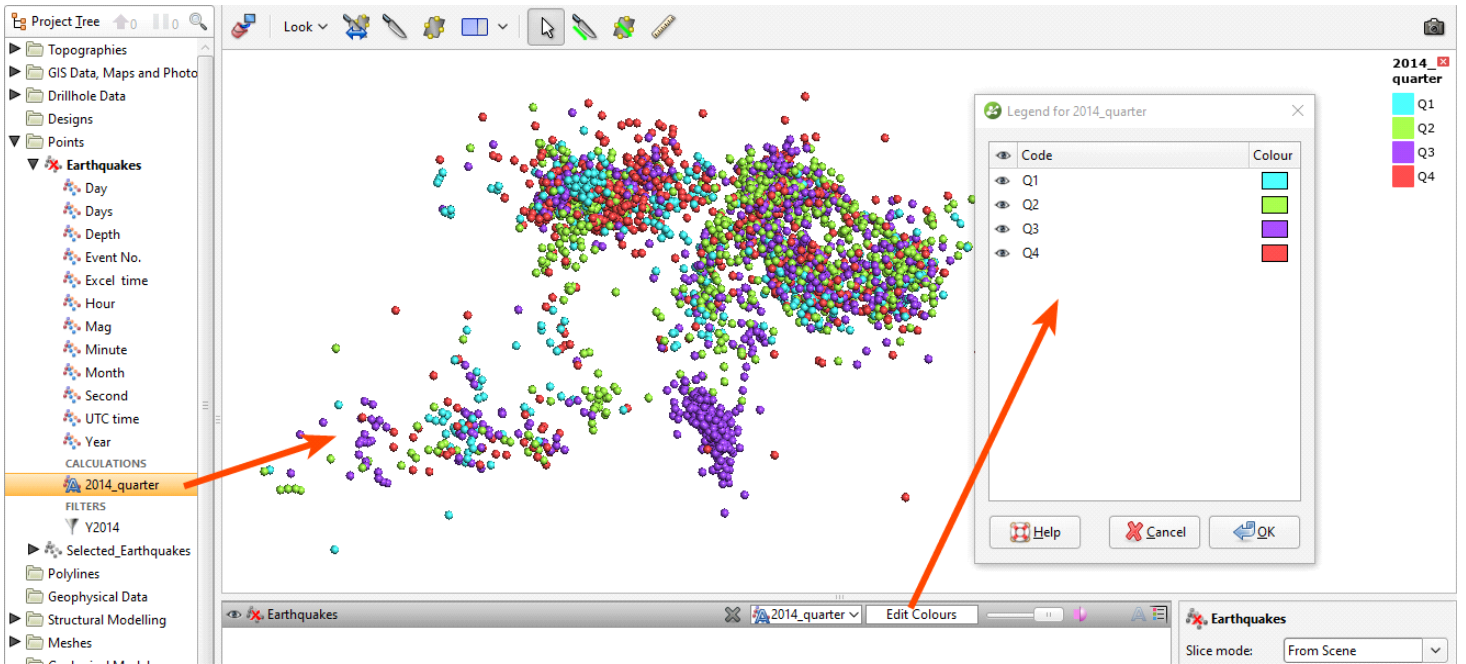 Project Tree 0 0
Look
Topographies
GIS Data, Maps and Photo
Drillhole Data
Designs
Points
Earthquakes
Day
Days
Depth
Event No.
Excel time
Hour
Mag
Minute
Month
Second
UTC time
Year
CALCULATIONS
2014_quarter
FILTERS
Y2014
Selected_Earthquakes
Polylines
Geophysical Data
Structural Modelling
Meshes
2014_
quarter
Q1
Q2
Q3
Q4
Legend for 2014_quarter
Code Colour
Q1
Q2
Q3
Q4
Help Cancel OK
Earthquakes 2014_quarter Edit Colours
Earthquakes
Slice mode: From Scene